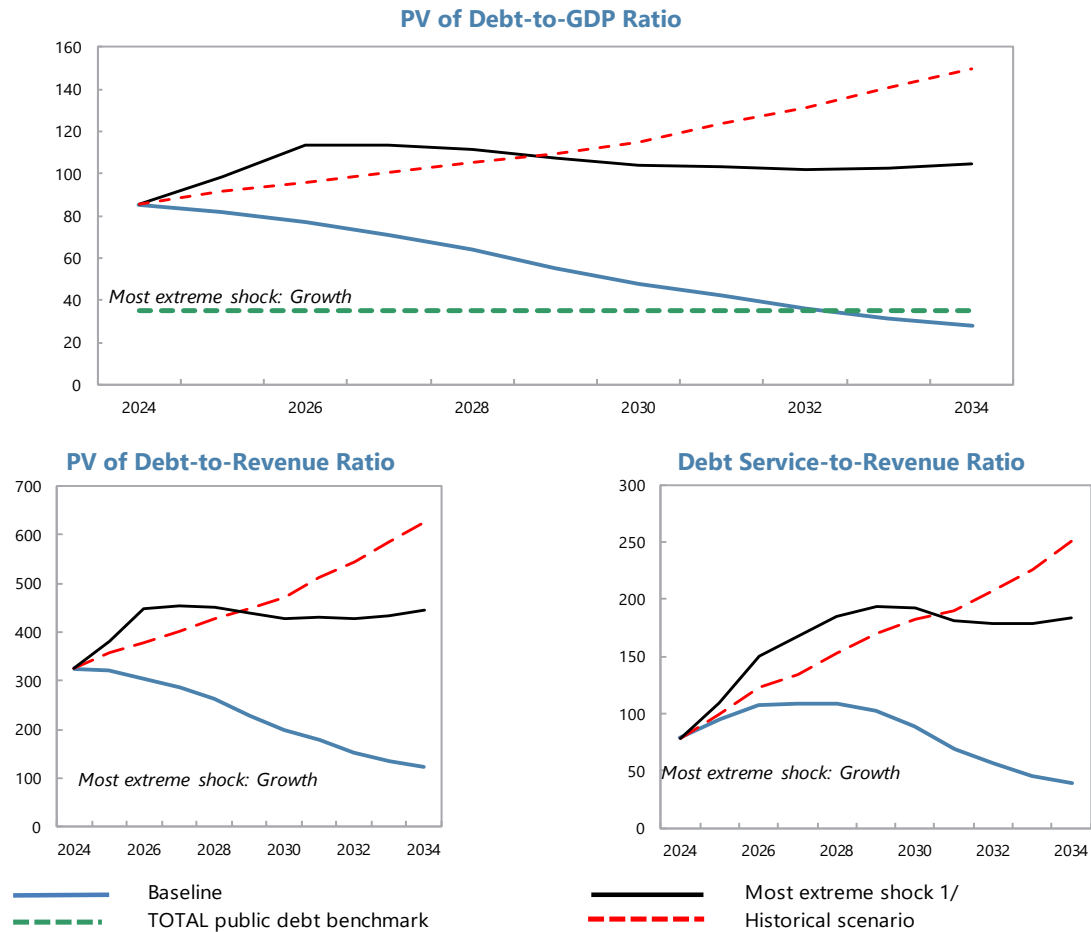 PV of Debt-to-GDP Ratio
160
140
120
100
80
60
40
20
0
Most extreme shock: Growth
2024 2026 2028 2030 2032 2034
PV of Debt-to-Revenue Ratio
700
600
500
400
300
200
100
0
Most extreme shock: Growth
2024 2026 2028 2030 2032 2034
Debt Service-to-Revenue Ratio
300
250
200
150
100
50
0
Most extreme shock: Growth
2024 2026 2028 2030 2032 2034
Baseline
TOTAL public debt benchmark
Most extreme shock 1/
Historical scenario